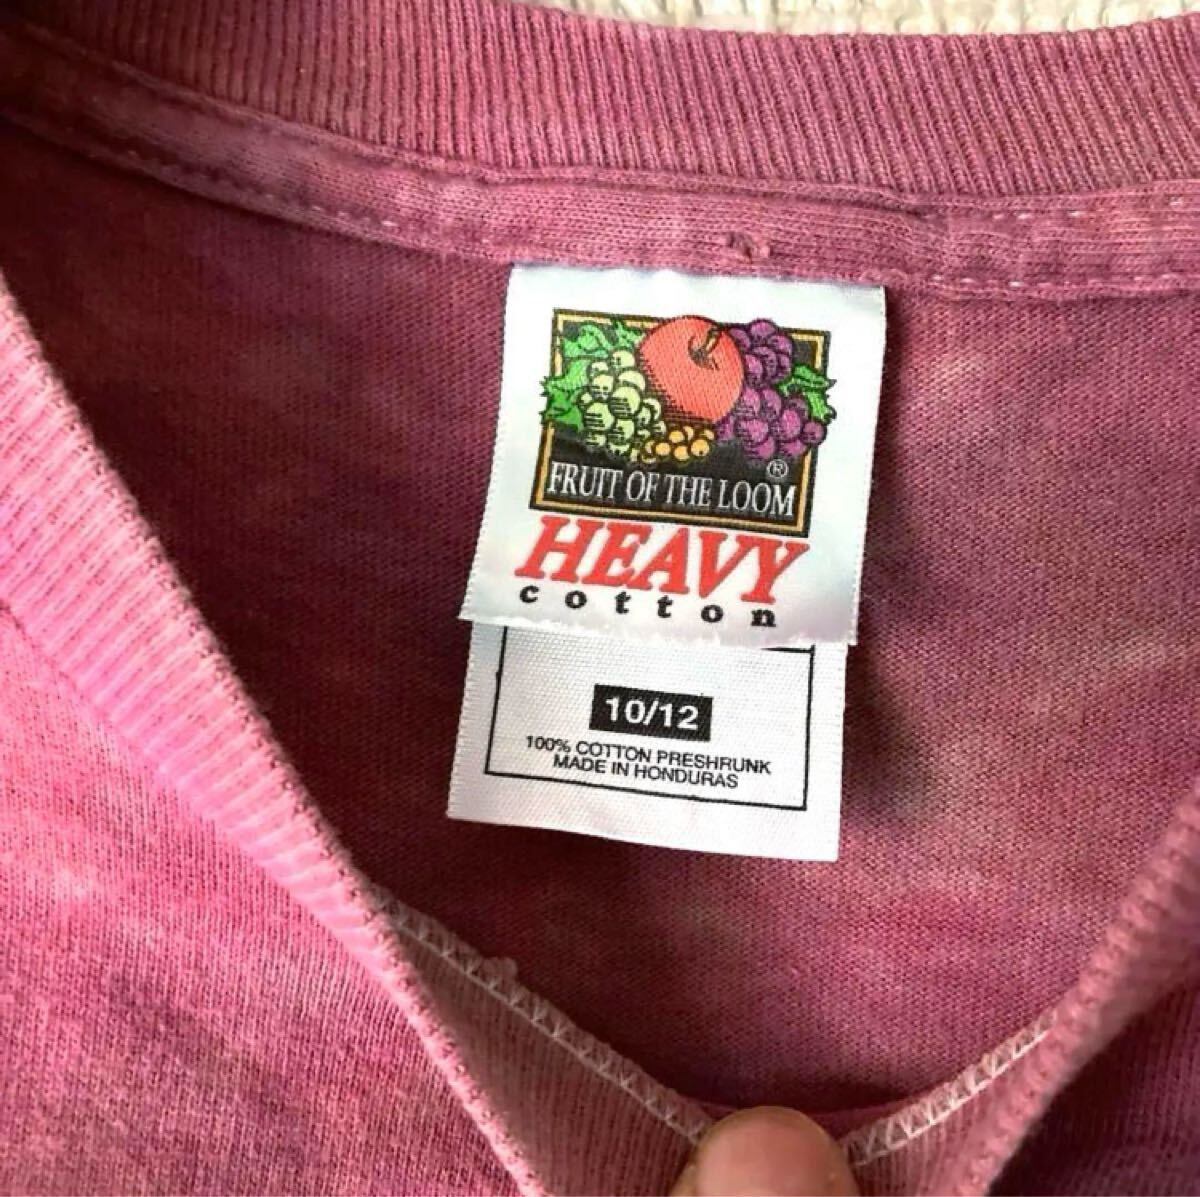 ®
FRUIT OF THE LOOM
HEAVY
cotton
10/12
100% COTTON PRESHRUNK
MADE IN HONDURAS